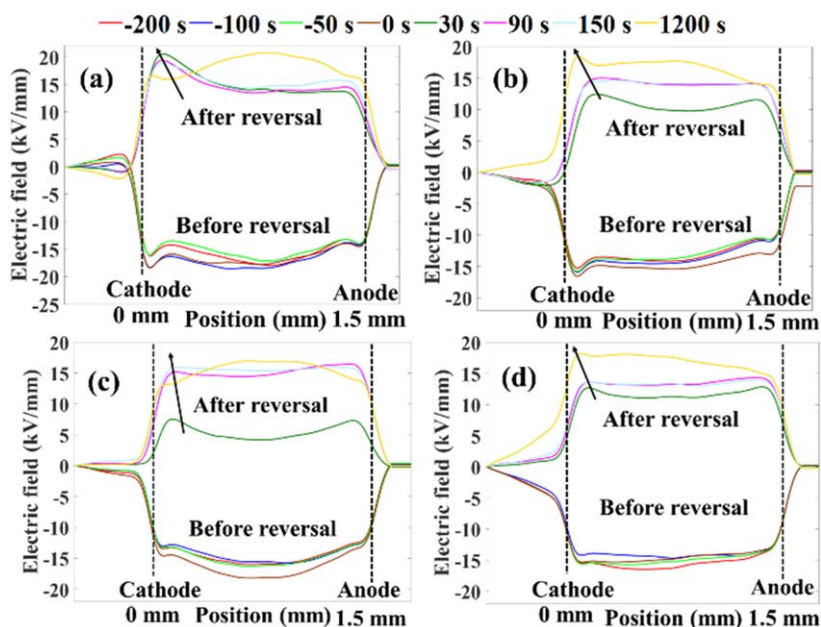 -200 s -100 s -50 s 0 s 30 s 90 s 150 s 1200 s
(a)
Electric field (kV/mm)
20
15
10
5
0
-5
-10
-15
-20
-25
After reversal
Before reversal
Cathode
Anode
0 mm Position (mm) 1.5 mm
(b)
Electric field (kV/mm)
20
15
10
5
0
-5
-10
-15
-20
After reversal
Before reversal
Cathode
Anode
0 mm Position (mm) 1.5 mm
(c)
Electric field (kV/mm)
20
15
10
5
0
-5
-10
-15
-20
After reversal
Before reversal
Cathode
Anode
0 mm Position (mm) 1.5 mm
(d)
Electric field (kV/mm)
20
15
10
5
0
-5
-10
-15
-20
After reversal
Before reversal
Cathode
Anode
0 mm Position (mm) 1.5 mm